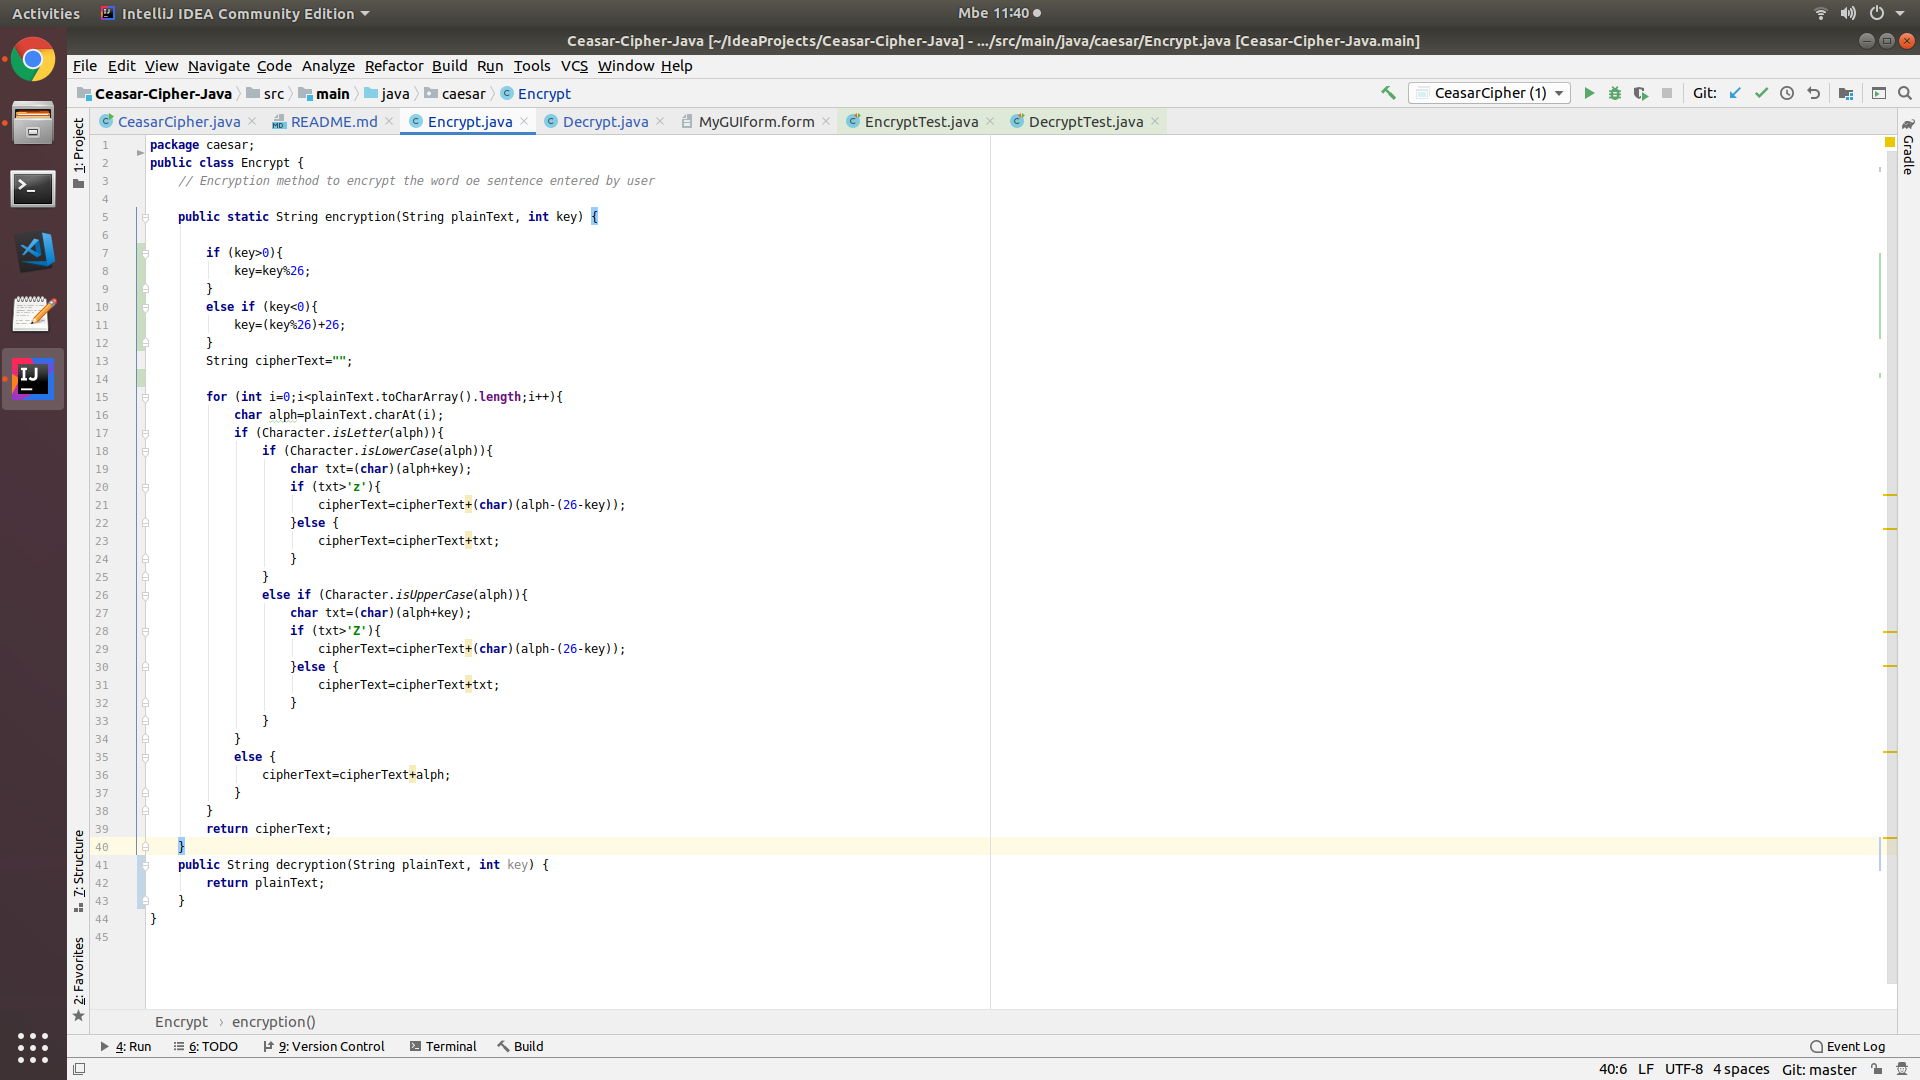 Activities IntelliJ IDEA Community Edition Mbe 11:40
Ceasar-Cipher-Java [~/IdeaProjects/Ceasar-Cipher-Java] - .../src/main/java/caesar/Encrypt.java [Ceasar-Cipher-Java.main]
File Edit View Navigate Code Analyze Refactor Build Run Tools VCS Window Help
Ceasar-Cipher-Java src main java caesar Encrypt CeasarCipher (1) Git:
CeasarCipher.java README.md Encrypt.java Decrypt.java MyGUIform.form EncryptTest.java DecryptTest.java
1: Project
7: Structure
2: Favorites
Gradle
1 package caesar;
2 public class Encrypt {
3 // Encryption method to encrypt the word oe sentence entered by user
4
5 public static String encryption(String plainText, int key) {
6
7 if (key>0){
8 key=key%26;
9 }
10 else if (key<0){
11 key=(key%26)+26;
12 }
13 String cipherText="";
14
15 for (int i=0;i<plainText.toCharArray().length;i++){
16 char alph=plainText.charAt(i);
17 if (Character.isLetter(alph)){
18 if (Character.isLowerCase(alph)){
19 char txt=(char)(alph+key);
20 if (txt>'z'){
21 cipherText=cipherText+(char)(alph-(26-key));
22 }else {
23 cipherText=cipherText+txt;
24 }
25 }
26 else if (Character.isUpperCase(alph)){
27 char txt=(char)(alph+key);
28 if (txt>'Z'){
29 cipherText=cipherText+(char)(alph-(26-key));
30 }else {
31 cipherText=cipherText+txt;
32 }
33 }
34 }
35 else {
36 cipherText=cipherText+alph;
37 }
38 }
39 return cipherText;
40 }
41 public String decryption(String plainText, int key) {
42 return plainText;
43 }
44 }
45
Encrypt › encryption()
4: Run 6: TODO 9: Version Control Terminal Build Event Log
40:6 LF UTF-8 4 spaces Git: master